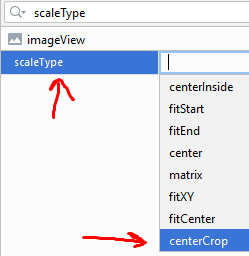 scaleType
imageView
scaleType
centerInside
fitStart
fitEnd
center
matrix
fitXY
fitCenter
centerCrop